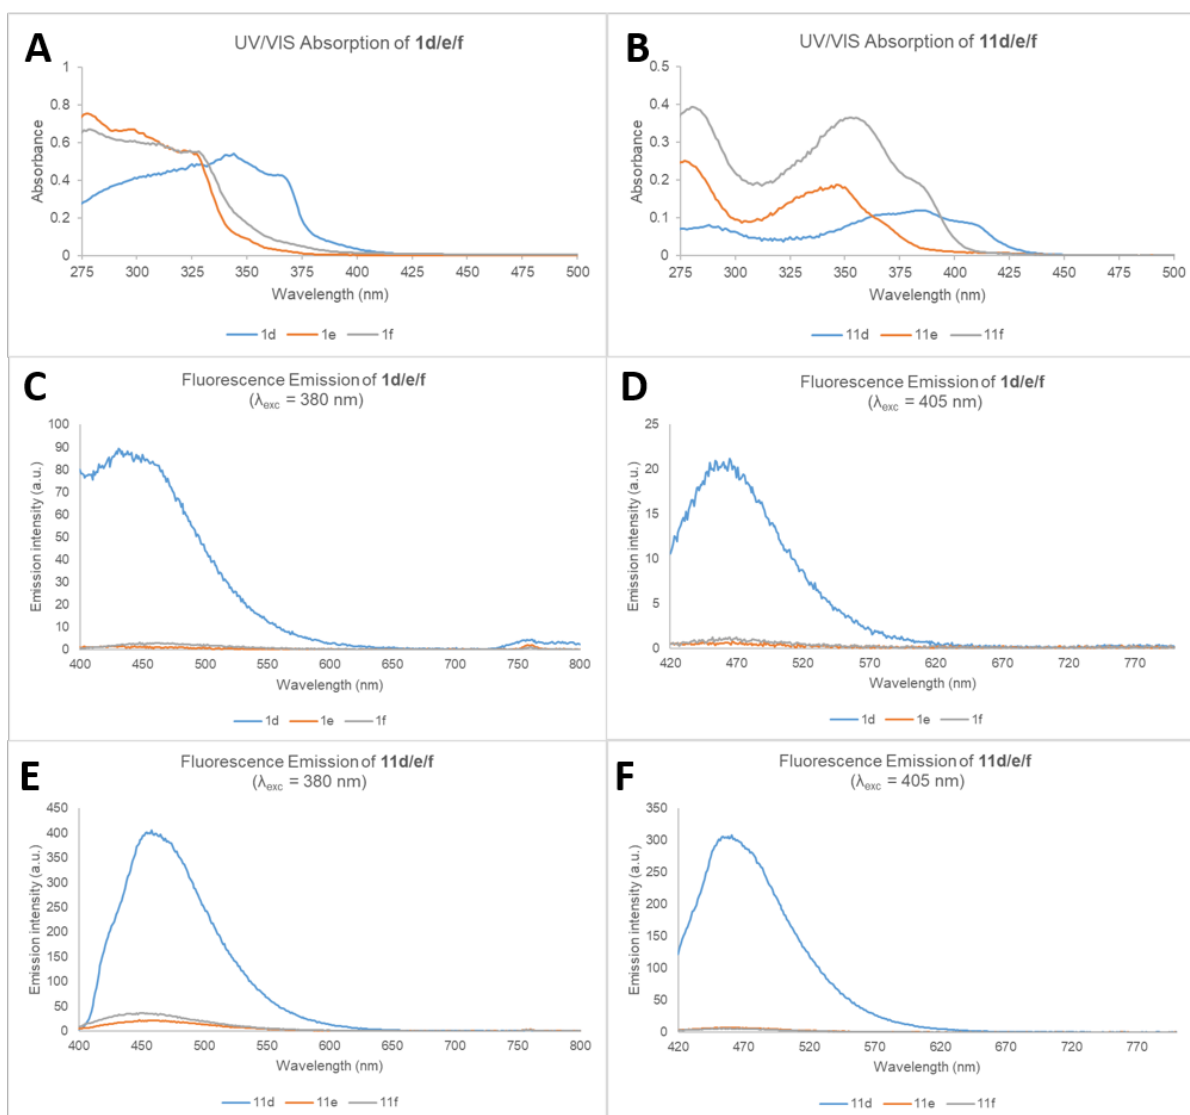 A
UV/VIS Absorption of 1d/e/f
1
0.8
0.6
0.4
0.2
0
Absorbance
275 300 325 350 375 400 425 450 475 500
Wavelength (nm)
1d 1e 1f
B
UV/VIS Absorption of 11d/e/f
0.5
0.4
0.3
0.2
0.1
0
Absorbance
275 300 325 350 375 400 425 450 475 500
Wavelength (nm)
11d 11e 11f
C
Fluorescence Emission of 1d/e/f
(λexc = 380 nm)
100
90
80
70
60
50
40
30
20
10
0
Emission intensity (a.u.)
400 450 500 550 600 650 700 750 800
Wavelength (nm)
1d 1e 1f
D
Fluorescence Emission of 1d/e/f
(λexc = 405 nm)
25
20
15
10
5
0
Emission intensity (a.u.)
420 470 520 570 620 670 720 770
Wavelength (nm)
1d 1e 1f
E
Fluorescence Emission of 11d/e/f
(λexc = 380 nm)
450
400
350
300
250
200
150
100
50
0
Emission intensity (a.u.)
400 450 500 550 600 650 700 750 800
Wavelength (nm)
11d 11e 11f
F
Fluorescence Emission of 11d/e/f
(λexc = 405 nm)
350
300
250
200
150
100
50
0
Emission intensity (a.u.)
420 470 520 570 620 670 720 770
Wavelength (nm)
11d 11e 11f